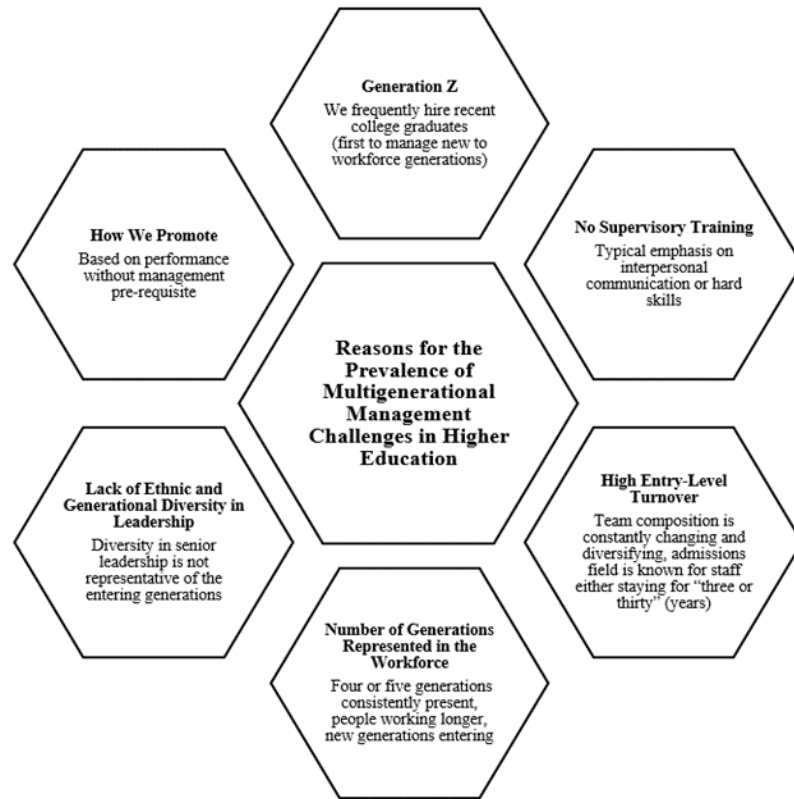 Generation Z
We frequently hire recent
college graduates
(first to manage new to
workforce generations)
How We Promote
Based on performance
without management
pre-requisite
No Supervisory Training
Typical emphasis on
interpersonal
communication or hard
skills
Reasons for the
Prevalence of
Multigenerational
Management
Challenges in Higher
Education
Lack of Ethnic and
Generational Diversity in
Leadership
Diversity in senior
leadership is not
representative of the
entering generations
High Entry-Level
Turnover
Team composition is
constantly changing and
diversifying, admissions
field is known for staff
either staying for “three or
thirty” (years)
Number of Generations
Represented in the
Workforce
Four or five generations
consistently present,
people working longer,
new generations entering